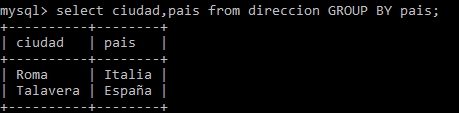 mysql> select ciudad,pais from direccion GROUP BY pais;
+----------+--------+
| ciudad   | pais   |
+----------+--------+
| Roma     | Italia |
| Talavera | España |
+----------+--------+